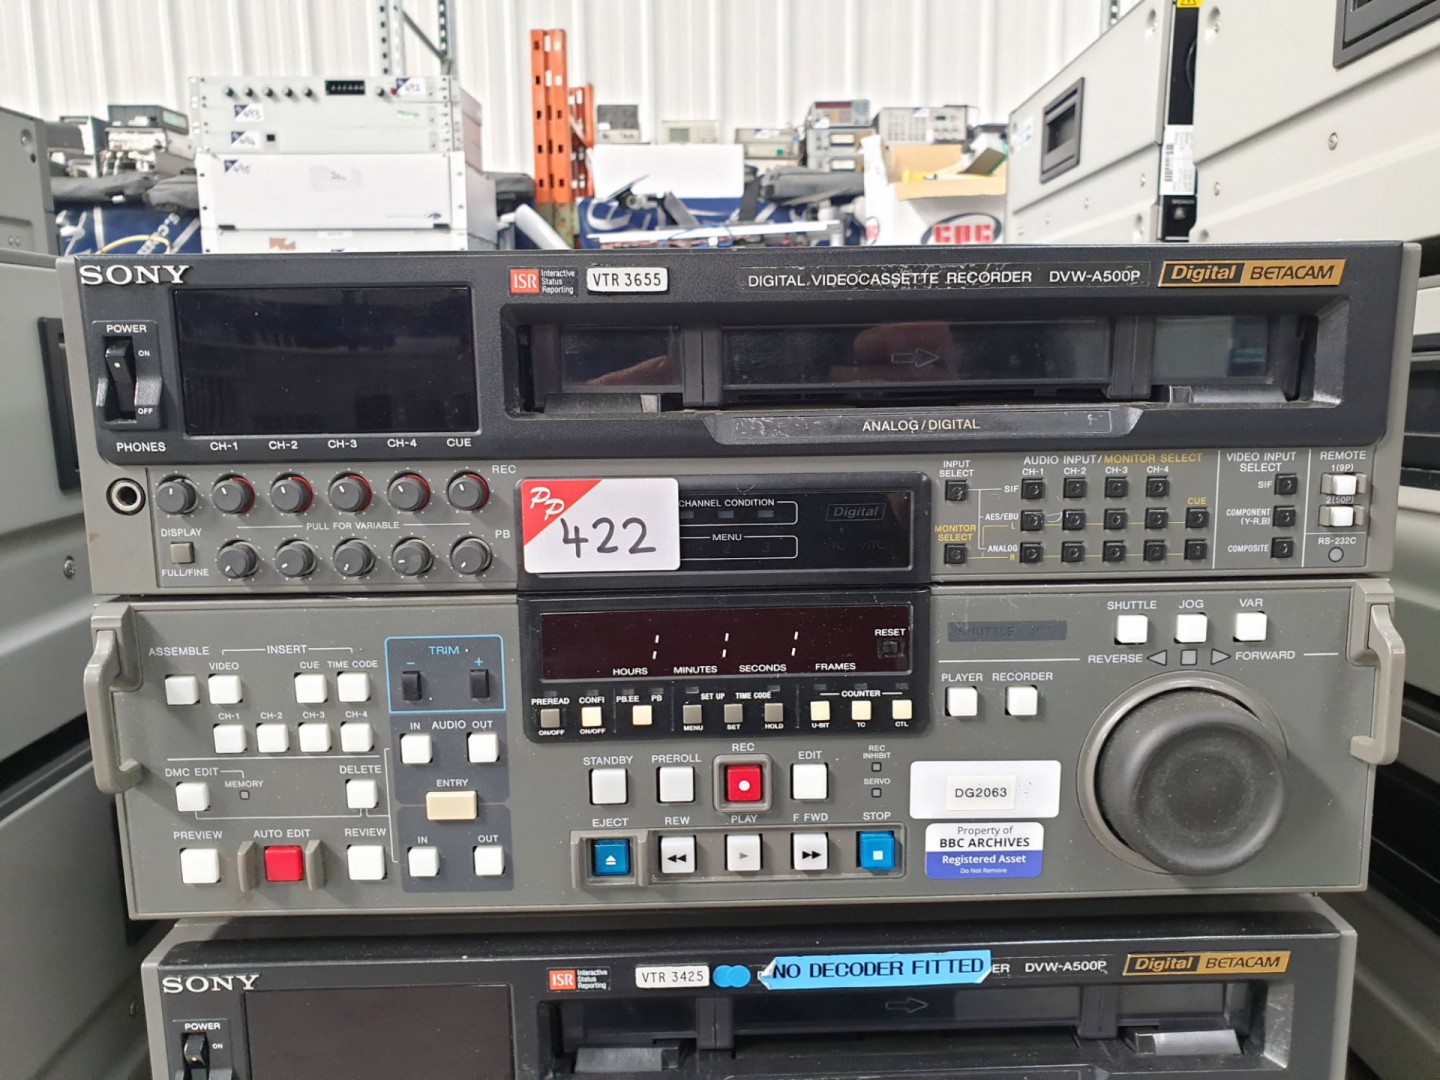 492
493
494
495
CPC
SONY
ISR Interactive Status Reporting
VTR 3655
DIGITAL VIDEOCASSETTE RECORDER DVW-A500P
Digital BETACAM
POWER
ON
OFF
PHONES CH-1 CH-2 CH-3 CH-4 CUE
ANALOG/DIGITAL
REC
PULL FOR VARIABLE
PB
DISPLAY
FULL/FINE
PP
422
CHANNEL CONDITION
MENU
Digital
INPUT SELECT
MONITOR SELECT
AUDIO INPUT/MONITOR SELECT
CH-1 CH-2 CH-3 CH-4
SIF
CUE
AES/EBU
L
ANALOG
R
VIDEO INPUT SELECT
SIF
COMPONENT (Y-R,B)
COMPOSITE
REMOTE
1(9P)
2(50P)
RS-232C
ASSEMBLE
INSERT
VIDEO CUE TIME CODE
CH-1 CH-2 CH-3 CH-4
TRIM
- +
IN AUDIO OUT
DMC EDIT
MEMORY
DELETE
ENTRY
PREVIEW
AUTO EDIT
REVIEW
IN OUT
HOURS MINUTES SECONDS FRAMES
RESET
PREREAD
ON/OFF
CONFI
ON/OFF
PB.EE PB
SET UP TIME CODE
MENU SET HOLD
COUNTER
U-BIT TC CTL
STANDBY PREROLL REC EDIT
REC INHIBIT
SERVO
EJECT REW PLAY F FWD STOP
SHUTTLE
SHUTTLE JOG VAR
REVERSE FORWARD
PLAYER RECORDER
DG2063
Property of
BBC ARCHIVES
Registered Asset
Do Not Remove
SONY
ISR Interactive Status Reporting
VTR 3425
NO DECODER FITTED
ER DVW-A500P
Digital BETACAM
POWER
ON